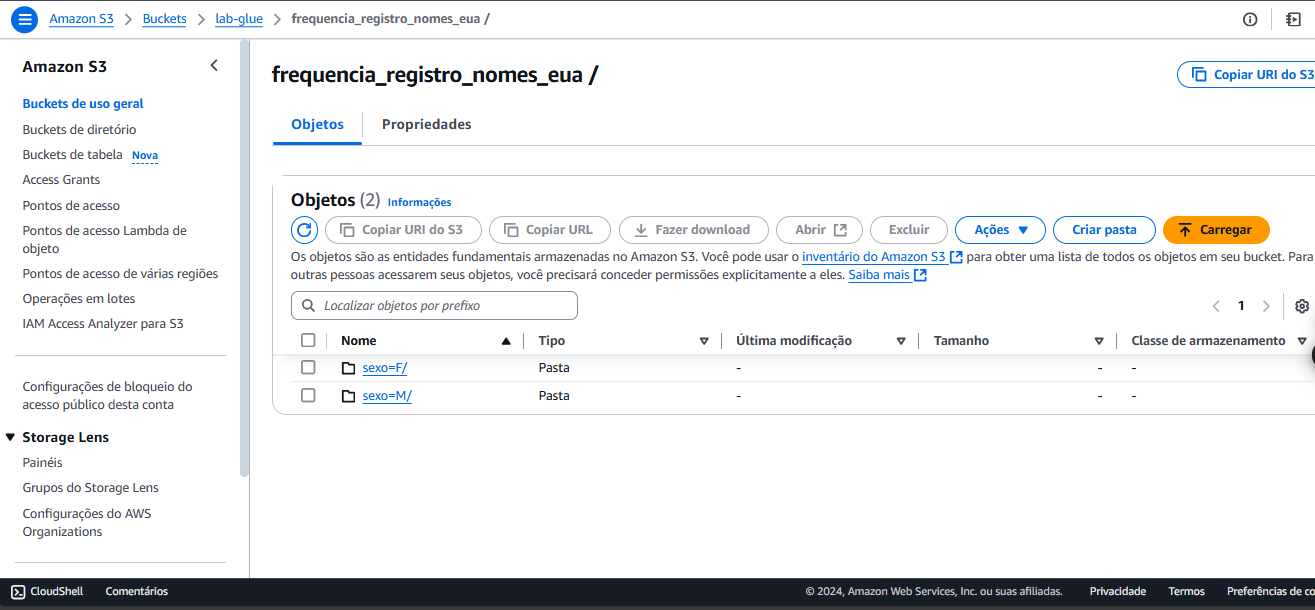 Amazon S3 > Buckets > lab-glue > frequencia_registro_nomes_eua /
Amazon S3
Buckets de uso geral
Buckets de diretório
Buckets de tabela Nova
Access Grants
Pontos de acesso
Pontos de acesso Lambda de
objeto
Pontos de acesso de várias regiões
Operações em lotes
IAM Access Analyzer para S3
Configurações de bloqueio do
acesso público desta conta
Storage Lens
Painéis
Grupos do Storage Lens
Configurações do AWS
Organizations
frequencia_registro_nomes_eua /
Copiar URI do S3
Objetos Propriedades
Objetos (2) Informações
Copiar URI do S3 Copiar URL Fazer download Abrir Excluir Ações Criar pasta Carregar
Os objetos são as entidades fundamentais armazenadas no Amazon S3. Você pode usar o inventário do Amazon S3 para obter uma lista de todos os objetos em seu bucket. Para
outras pessoas acessarem seus objetos, você precisará conceder permissões explicitamente a eles. Saiba mais
Localizar objetos por prefixo
1
Nome Tipo Última modificação Tamanho Classe de armazenamento
sexo=F/ Pasta - - -
sexo=M/ Pasta - - -
CloudShell Comentários © 2024, Amazon Web Services, Inc. ou suas afiliadas. Privacidade Termos Preferências de